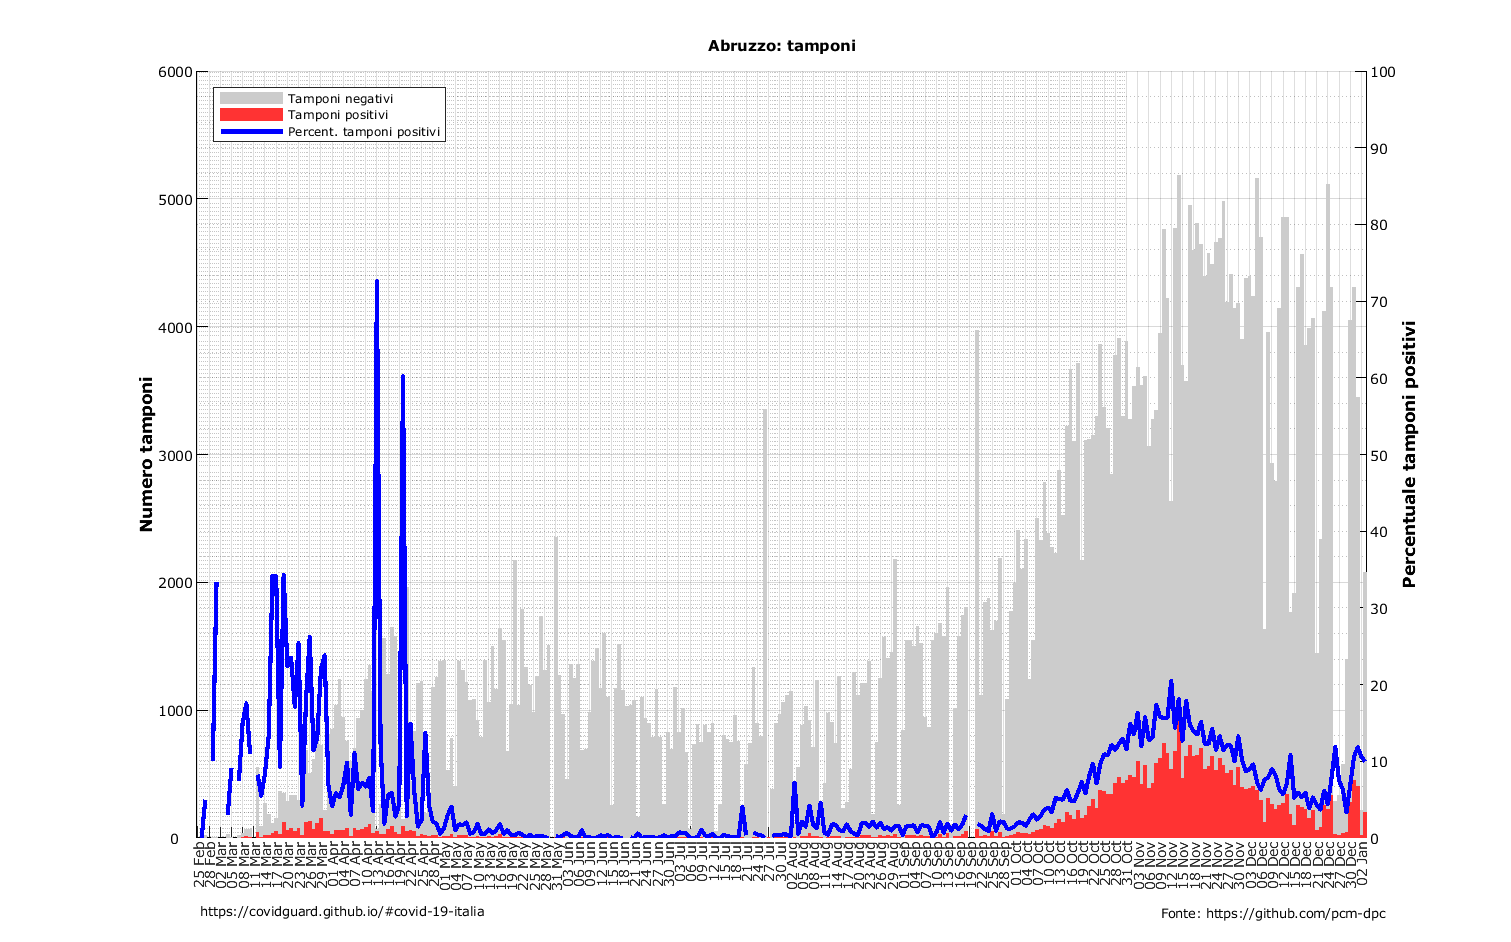 Abruzzo: tamponi
Tamponi negativi
Tamponi positivi
Percent. tamponi positivi
Numero tamponi
6000
5000
4000
3000
2000
1000
0
Percentuale tamponi positivi
100
90
80
70
60
50
40
30
20
10
0
25 Feb
28 Feb
02 Mar
05 Mar
08 Mar
11 Mar
14 Mar
17 Mar
20 Mar
23 Mar
26 Mar
29 Mar
01 Apr
04 Apr
07 Apr
10 Apr
13 Apr
16 Apr
19 Apr
22 Apr
25 Apr
28 Apr
01 May
04 May
07 May
10 May
13 May
16 May
19 May
22 May
25 May
28 May
31 May
03 Jun
06 Jun
09 Jun
12 Jun
15 Jun
18 Jun
21 Jun
24 Jun
27 Jun
30 Jun
03 Jul
06 Jul
09 Jul
12 Jul
15 Jul
18 Jul
21 Jul
24 Jul
27 Jul
30 Jul
02 Aug
05 Aug
08 Aug
11 Aug
14 Aug
17 Aug
20 Aug
23 Aug
26 Aug
29 Aug
01 Sep
04 Sep
07 Sep
10 Sep
13 Sep
16 Sep
19 Sep
22 Sep
25 Sep
28 Sep
01 Oct
04 Oct
07 Oct
10 Oct
13 Oct
16 Oct
19 Oct
22 Oct
25 Oct
28 Oct
31 Oct
03 Nov
06 Nov
09 Nov
12 Nov
15 Nov
18 Nov
21 Nov
24 Nov
27 Nov
30 Nov
03 Dec
06 Dec
09 Dec
12 Dec
15 Dec
18 Dec
21 Dec
24 Dec
27 Dec
30 Dec
02 Jan
https://covidguard.github.io/#covid-19-italia
Fonte: https://github.com/pcm-dpc